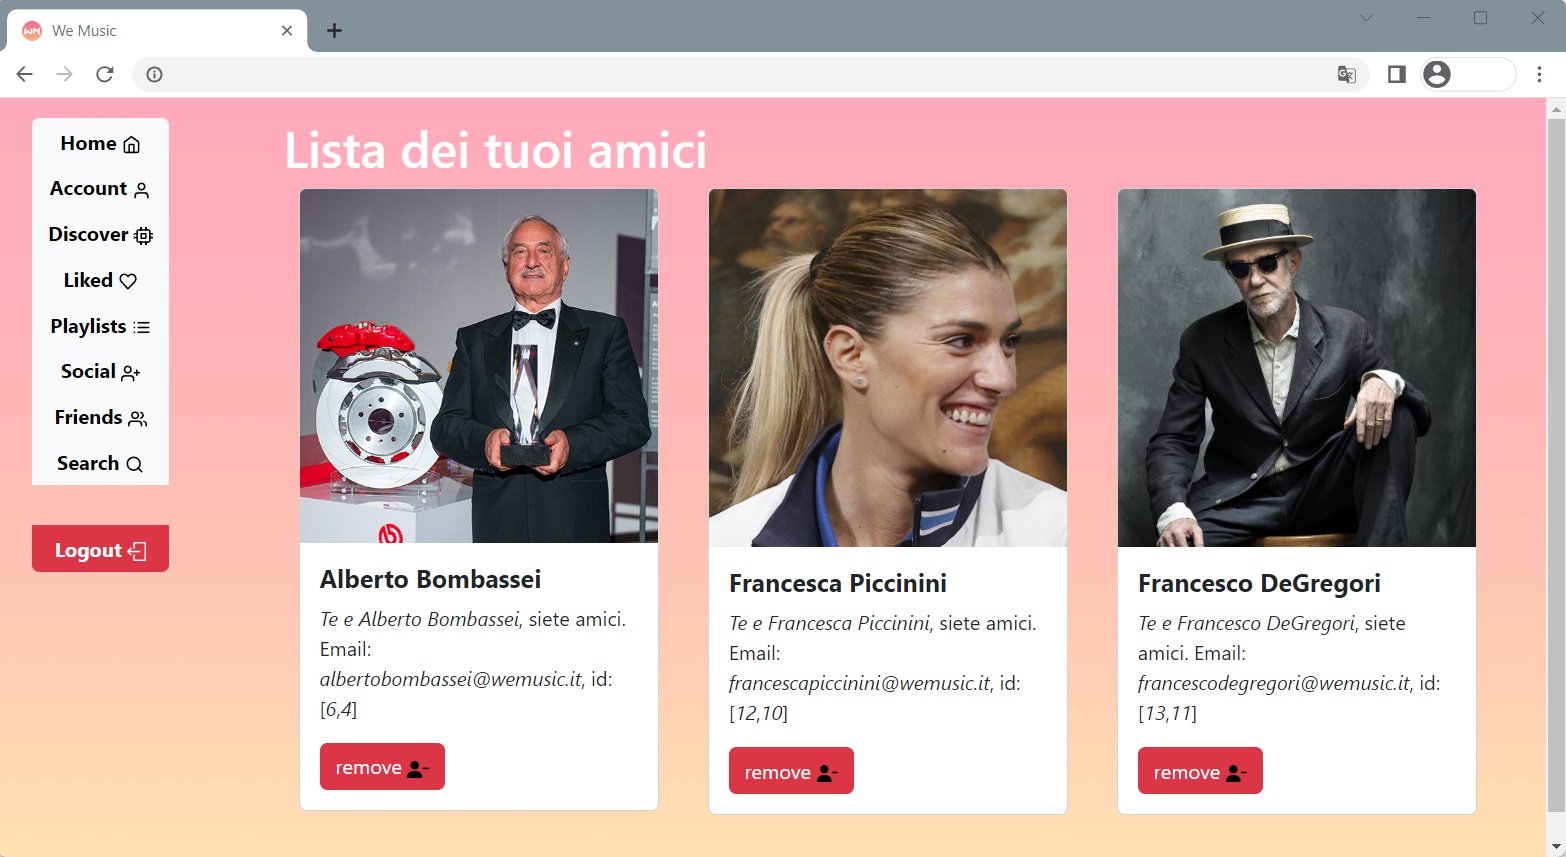 We Music
Home
Account
Discover
Liked
Playlists
Social
Friends
Search
Logout
Lista dei tuoi amici
Alberto Bombassei
Te e Alberto Bombassei, siete amici.
Email:
albertobombassei@wemusic.it, id:
[6,4]
remove
Francesca Piccinini
Te e Francesca Piccinini, siete amici.
Email:
francescapiccinini@wemusic.it, id:
[12,10]
remove
Francesco DeGregori
Te e Francesco DeGregori, siete
amici. Email:
francescodegregori@wemusic.it, id:
[13,11]
remove